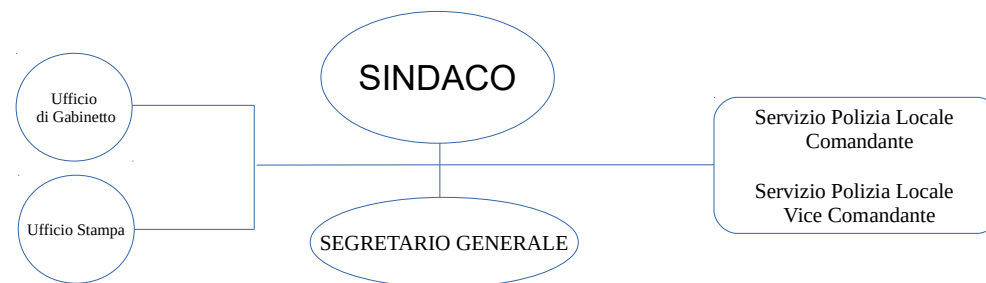 SINDACO
Ufficio
di Gabinetto
Ufficio Stampa
SEGRETARIO GENERALE
Servizio Polizia Locale
Comandante
Servizio Polizia Locale
Vice Comandante